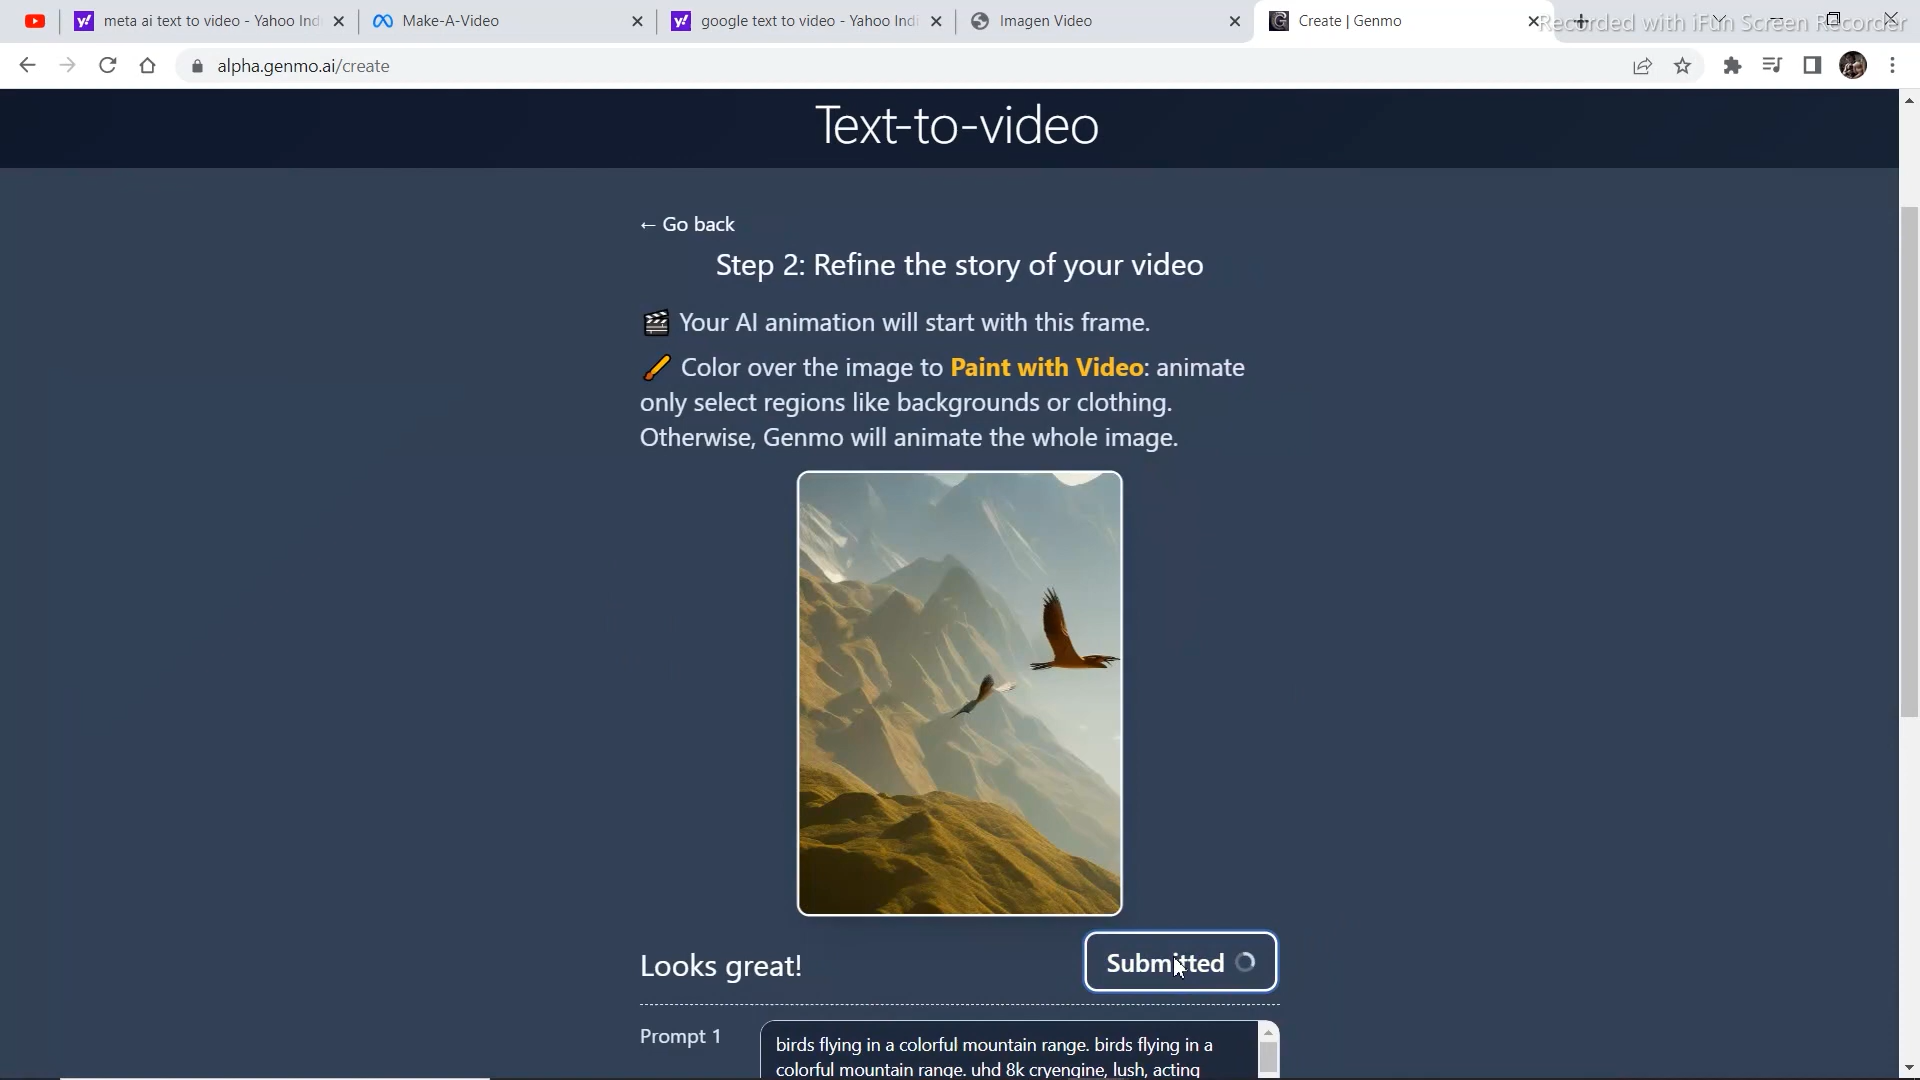 meta ai text to video - Yahoo Ind
Make-A-Video
google text to video - Yahoo Indi
Imagen Video
Create | Genmo
Recorded with iFun Screen Recorder
alpha.genmo.ai/create
Text-to-video
← Go back
Step 2: Refine the story of your video
Your AI animation will start with this frame.
Color over the image to Paint with Video: animate
only select regions like backgrounds or clothing.
Otherwise, Genmo will animate the whole image.
Looks great!
Submitted
Prompt 1
birds flying in a colorful mountain range. birds flying in a
colorful mountain range. uhd 8k cryengine, lush, acting